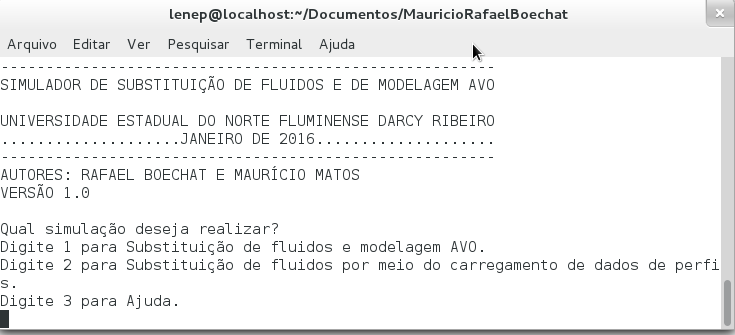 lenep@localhost:~/Documentos/MauricioRafaelBoechat
Arquivo Editar Ver Pesquisar Terminal Ajuda
-------------------------------------------------------
SIMULADOR DE SUBSTITUIÇÃO DE FLUIDOS E DE MODELAGEM AVO
UNIVERSIDADE ESTADUAL DO NORTE FLUMINENSE DARCY RIBEIRO
....................JANEIRO DE 2016....................
-------------------------------------------------------
AUTORES: RAFAEL BOECHAT E MAURÍCIO MATOS
VERSÃO 1.0
Qual simulação deseja realizar?
Digite 1 para Substituição de fluidos e modelagem AVO.
Digite 2 para Substituição de fluidos por meio do carregamento de dados de perfi
s.
Digite 3 para Ajuda.